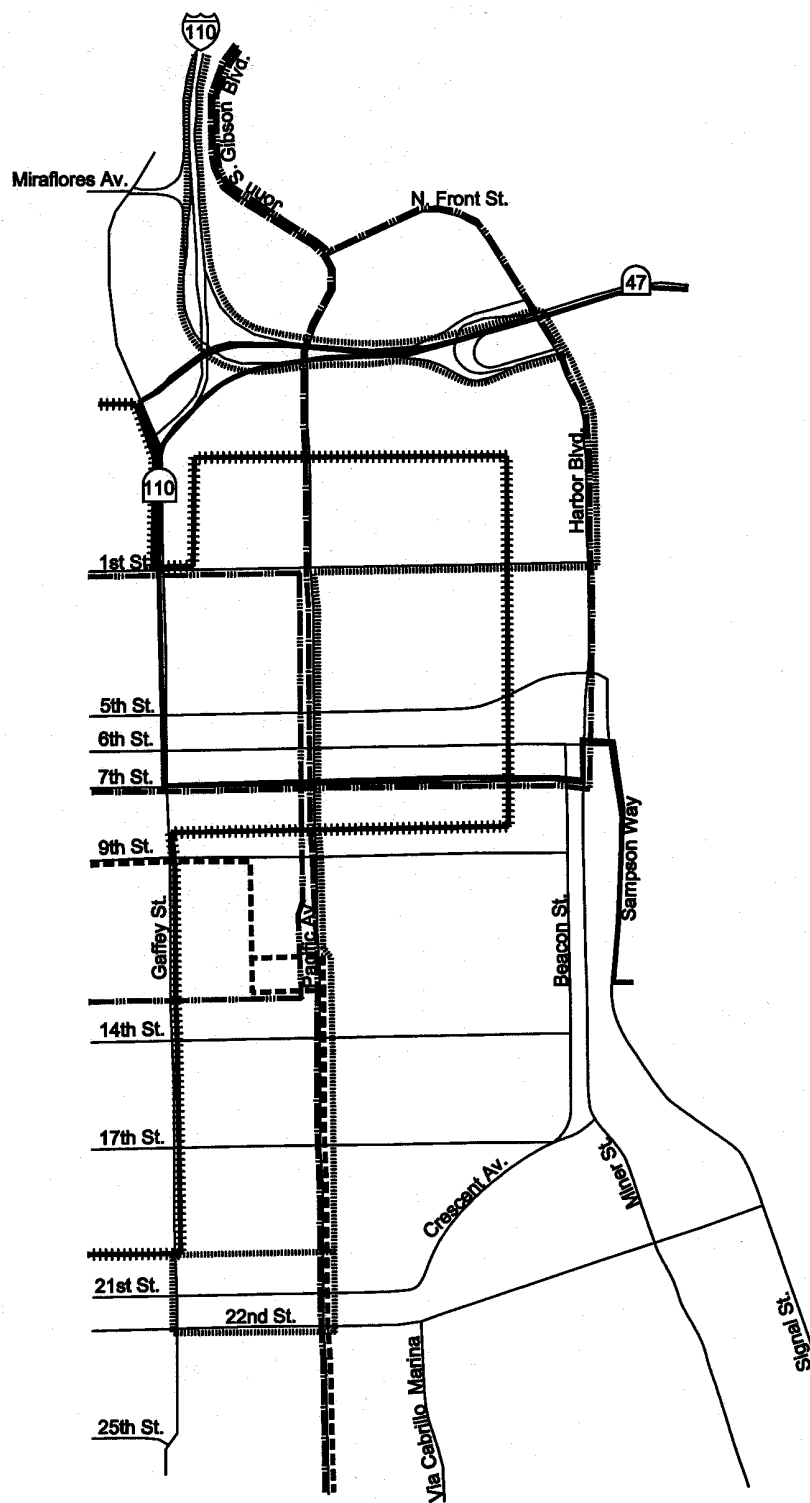 110
John S. Gibson Blvd.
Miraflores Av.
N. Front St.
47
Harbor Blvd.
110
1st St.
5th St.
6th St.
7th St.
Sampson Way
9th St.
Gaffey St.
Pacific Av.
Beacon St.
14th St.
17th St.
Crescent Av.
Miner St.
21st St.
22nd St.
Signal St.
Via Cabrillo Marina
25th St.